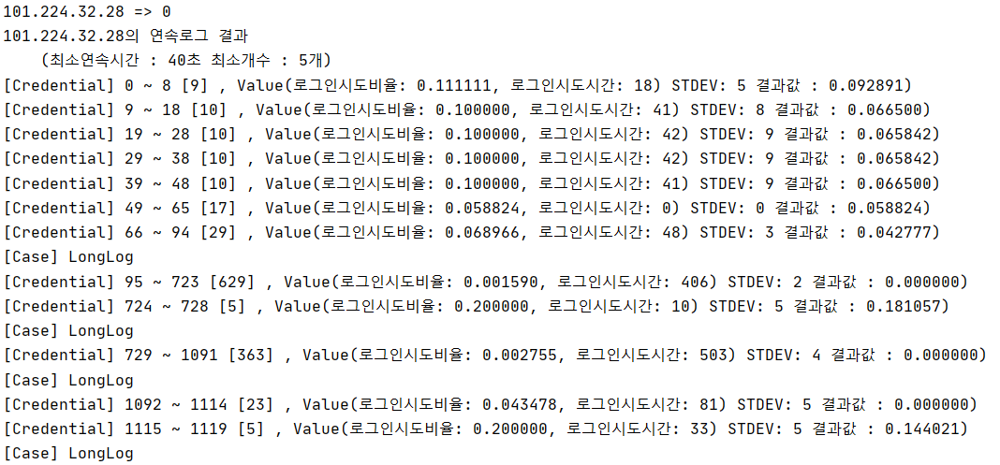 101.224.32.28 => 0
101.224.32.28의 연속로그 결과
(최소연속시간 : 40초 최소개수 : 5개)
[Credential] 0 ~ 8 [9] , Value(로그인시도비율: 0.111111, 로그인시도시간: 18) STDEV: 5 결과값 : 0.092891)
[Credential] 9 ~ 18 [10] , Value(로그인시도비율: 0.100000, 로그인시도시간: 41) STDEV: 8 결과값 : 0.066500)
[Credential] 19 ~ 28 [10] , Value(로그인시도비율: 0.100000, 로그인시도시간: 42) STDEV: 9 결과값 : 0.065842)
[Credential] 29 ~ 38 [10] , Value(로그인시도비율: 0.100000, 로그인시도시간: 42) STDEV: 9 결과값 : 0.065842)
[Credential] 39 ~ 48 [10] , Value(로그인시도비율: 0.100000, 로그인시도시간: 41) STDEV: 9 결과값 : 0.066500)
[Credential] 49 ~ 65 [17] , Value(로그인시도비율: 0.058824, 로그인시도시간: 0) STDEV: 0 결과값 : 0.058824)
[Credential] 66 ~ 94 [29] , Value(로그인시도비율: 0.068966, 로그인시도시간: 48) STDEV: 3 결과값 : 0.042777)
[Case] LongLog
[Credential] 95 ~ 723 [629] , Value(로그인시도비율: 0.001590, 로그인시도시간: 406) STDEV: 2 결과값 : 0.000000)
[Credential] 724 ~ 728 [5] , Value(로그인시도비율: 0.200000, 로그인시도시간: 10) STDEV: 5 결과값 : 0.181057)
[Case] LongLog
[Credential] 729 ~ 1091 [363] , Value(로그인시도비율: 0.002755, 로그인시도시간: 503) STDEV: 4 결과값 : 0.000000)
[Case] LongLog
[Credential] 1092 ~ 1114 [23] , Value(로그인시도비율: 0.043478, 로그인시도시간: 81) STDEV: 5 결과값 : 0.000000)
[Credential] 1115 ~ 1119 [5] , Value(로그인시도비율: 0.200000, 로그인시도시간: 33) STDEV: 5 결과값 : 0.144021)
[Case] LongLog